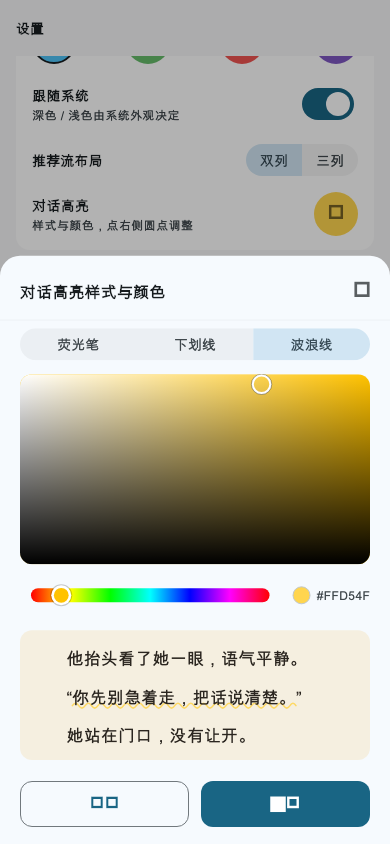 设置
跟随系统
深色 / 浅色由系统外观决定
推荐流布局
双列
三列
对话高亮
样式与颜色，点右侧圆点调整
对话高亮样式与颜色
荧光笔
下划线
波浪线
#FFD54F
他抬头看了她一眼，语气平静。
“你先别急着走，把话说清楚。”
她站在门口，没有让开。